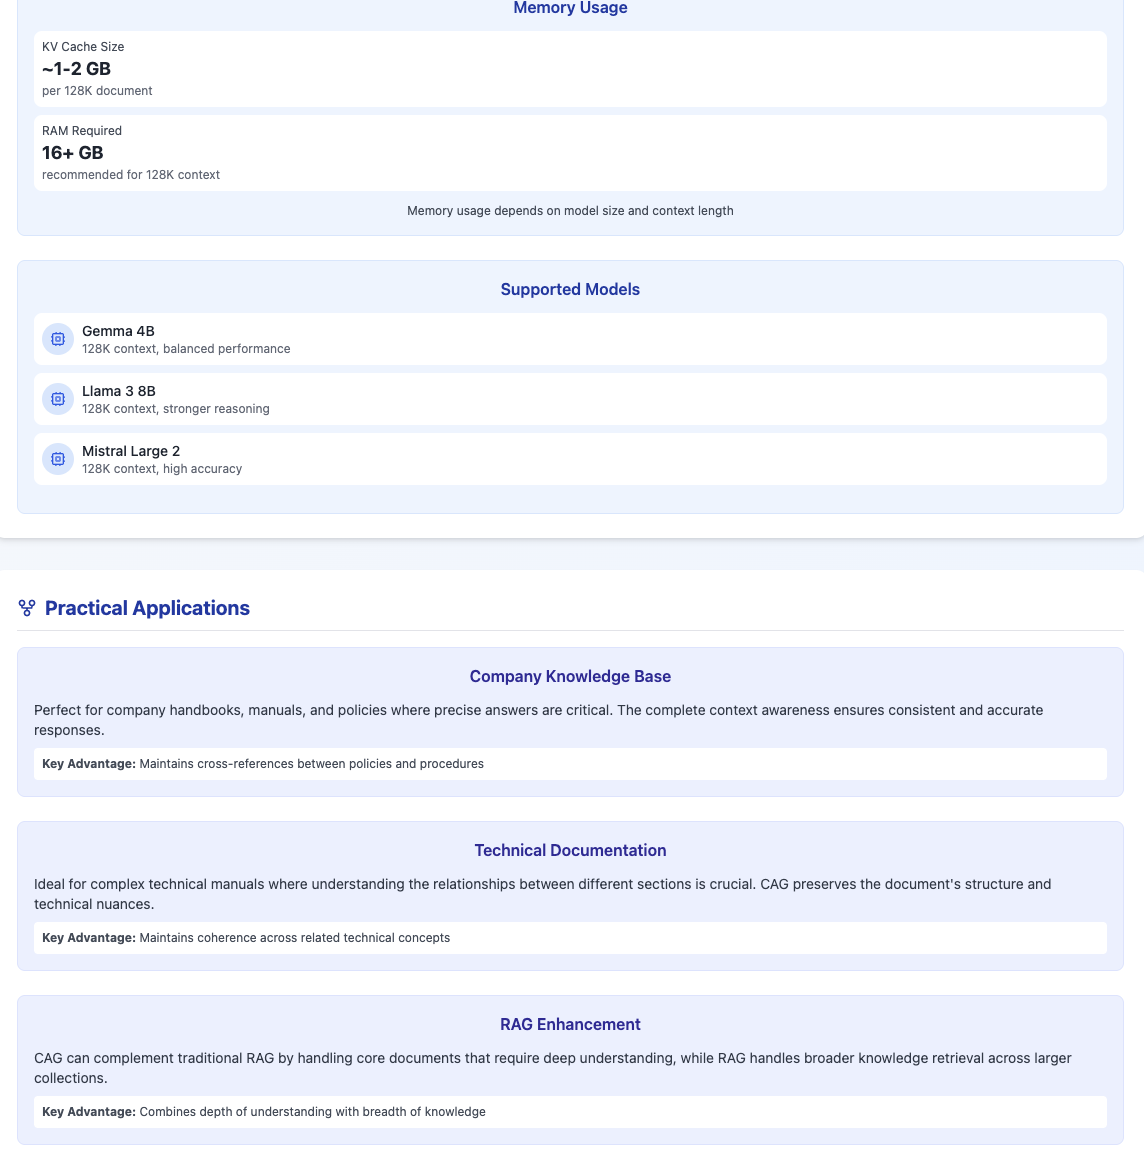 Memory Usage
KV Cache Size
~1-2 GB
per 128K document
RAM Required
16+ GB
recommended for 128K context
Memory usage depends on model size and context length
Supported Models
Gemma 4B
128K context, balanced performance
Llama 3 8B
128K context, stronger reasoning
Mistral Large 2
128K context, high accuracy
Practical Applications
Company Knowledge Base
Perfect for company handbooks, manuals, and policies where precise answers are critical. The complete context awareness ensures consistent and accurate
responses.
Key Advantage: Maintains cross-references between policies and procedures
Technical Documentation
Ideal for complex technical manuals where understanding the relationships between different sections is crucial. CAG preserves the document's structure and
technical nuances.
Key Advantage: Maintains coherence across related technical concepts
RAG Enhancement
CAG can complement traditional RAG by handling core documents that require deep understanding, while RAG handles broader knowledge retrieval across larger
collections.
Key Advantage: Combines depth of understanding with breadth of knowledge